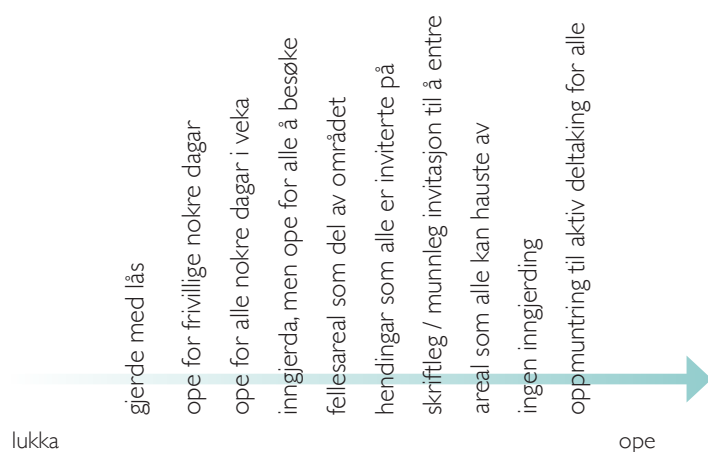 gjerde med lås
ope for frivillige nokre dagar
ope for alle nokre dagar i veka
inngjerda, men ope for alle å besøke
fellesareal som del av området
hendingar som alle er inviterte på
skriftleg / munnleg invitasjon til å entre
areal som alle kan hauste av
ingen inngjerding
oppmuntring til aktiv deltaking for alle
lukka
ope